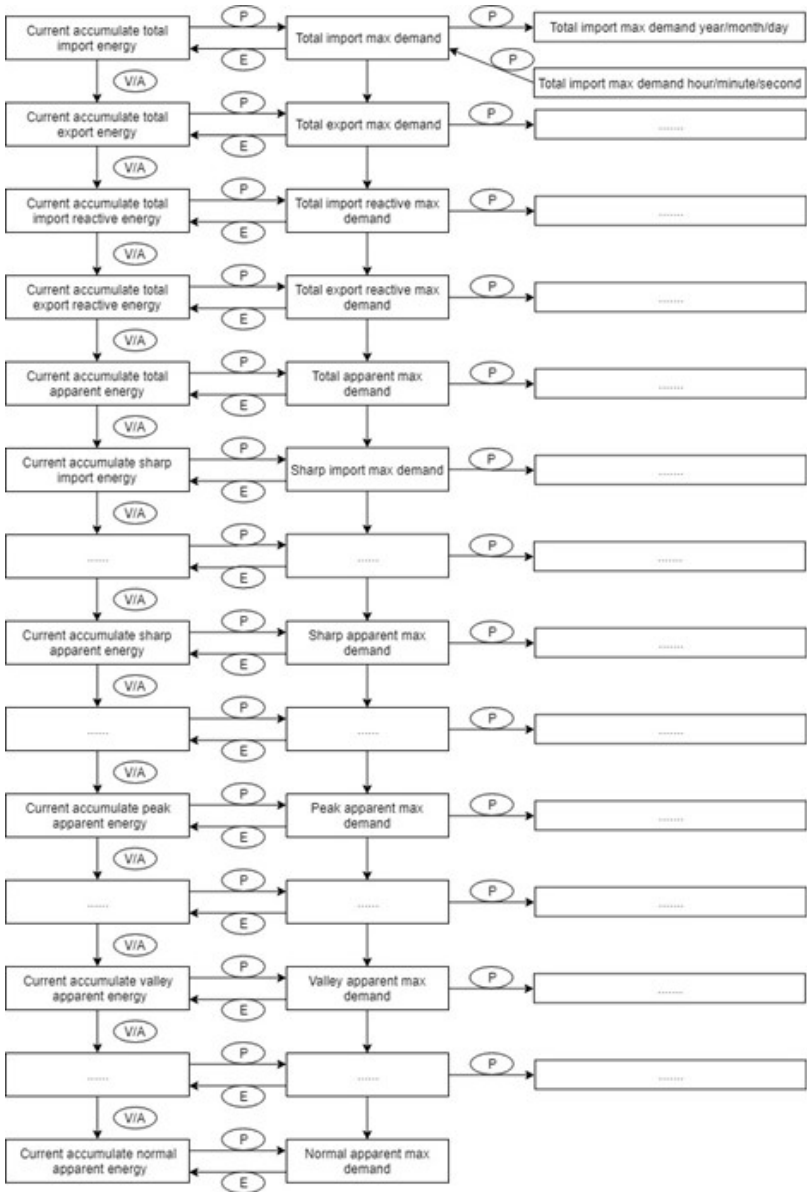 Current accumulate total
import energy
P
E
Total import max demand
P
Total import max demand year/month/day
P
Total import max demand hour/minute/second
V/A
Current accumulate total
export energy
P
E
Total export max demand
P
.......
V/A
Current accumulate total
import reactive energy
P
E
Total import reactive max
demand
P
.......
V/A
Current accumulate total
export reactive energy
P
E
Total export reactive max
demand
P
.......
V/A
Current accumulate total
apparent energy
P
E
Total apparent max
demand
P
.......
V/A
Current accumulate sharp
import energy
P
E
Sharp import max demand
P
.......
V/A
......
P
E
......
P
.......
V/A
Current accumulate sharp
apparent energy
P
E
Sharp apparent max
demand
P
.......
V/A
......
P
E
......
P
.......
V/A
Current accumulate peak
apparent energy
P
E
Peak apparent max
demand
P
.......
V/A
......
P
E
......
P
.......
V/A
Current accumulate valley
apparent energy
P
E
Valley apparent max
demand
P
.......
V/A
......
P
E
......
P
.......
V/A
Current accumulate normal
apparent energy
P
E
Normal apparent max
demand